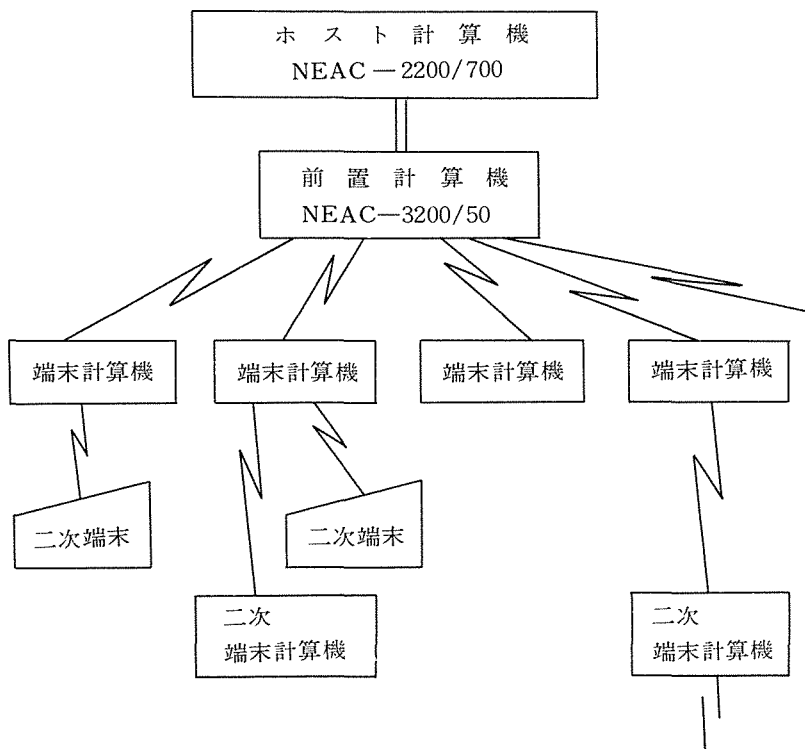 ホスト計算機
NEAC—2200/700
前置計算機
NEAC—3200/50
端末計算機
端末計算機
端末計算機
端末計算機
二次端末
二次端末
二次
端末計算機
二次
端末計算機